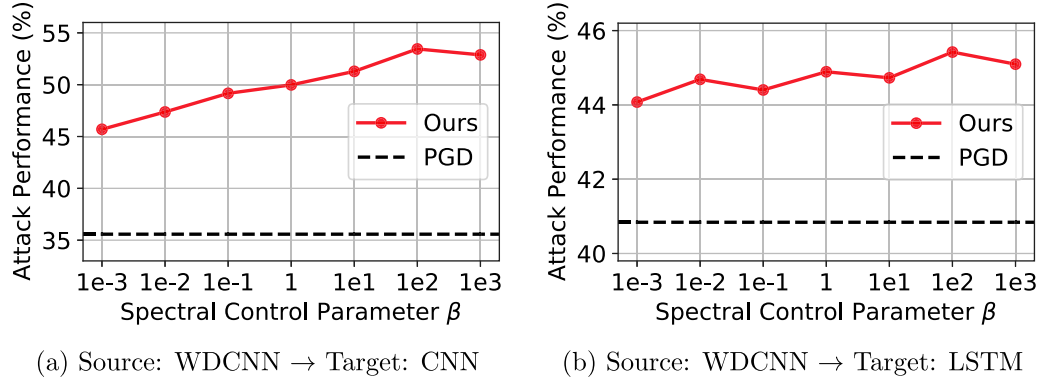 Attack Performance (%)
55
50
45
40
35
Ours
PGD
1e-3 1e-2 1e-1 1 1e1 1e2 1e3
Spectral Control Parameter β
(a) Source: WDCNN → Target: CNN
Attack Performance (%)
46
44
42
40
Ours
PGD
1e-3 1e-2 1e-1 1 1e1 1e2 1e3
Spectral Control Parameter β
(b) Source: WDCNN → Target: LSTM